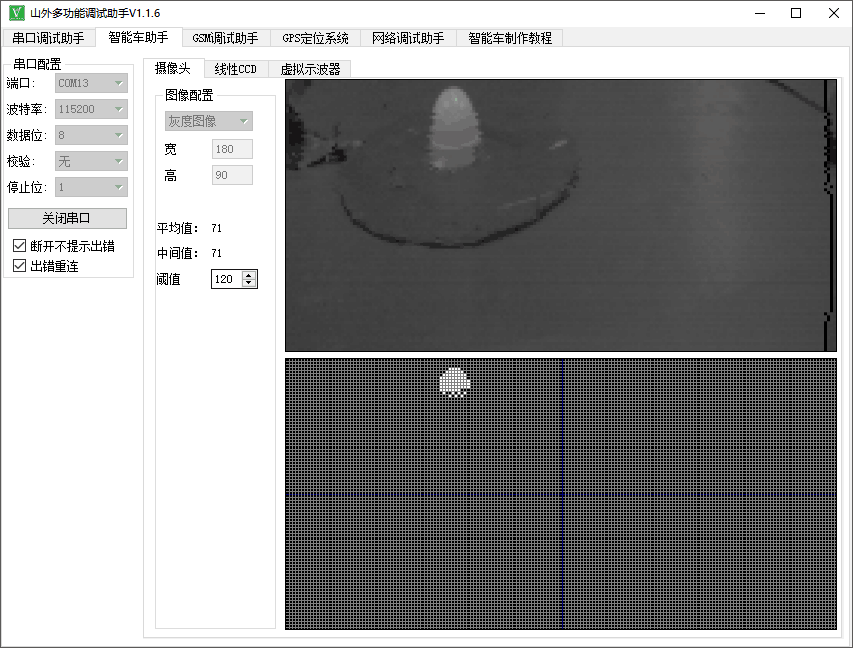 山外多功能调试助手V1.1.6
串口调试助手 智能车助手 GSM调试助手 GPS定位系统 网络调试助手 智能车制作教程
串口配置
端口: COM13
波特率: 115200
数据位: 8
校验: 无
停止位: 1
关闭串口
断开不提示出错
出错重连
摄像头 线性CCD 虚拟示波器
图像配置
灰度图像
宽 180
高 90
平均值: 71
中间值: 71
阈值 120